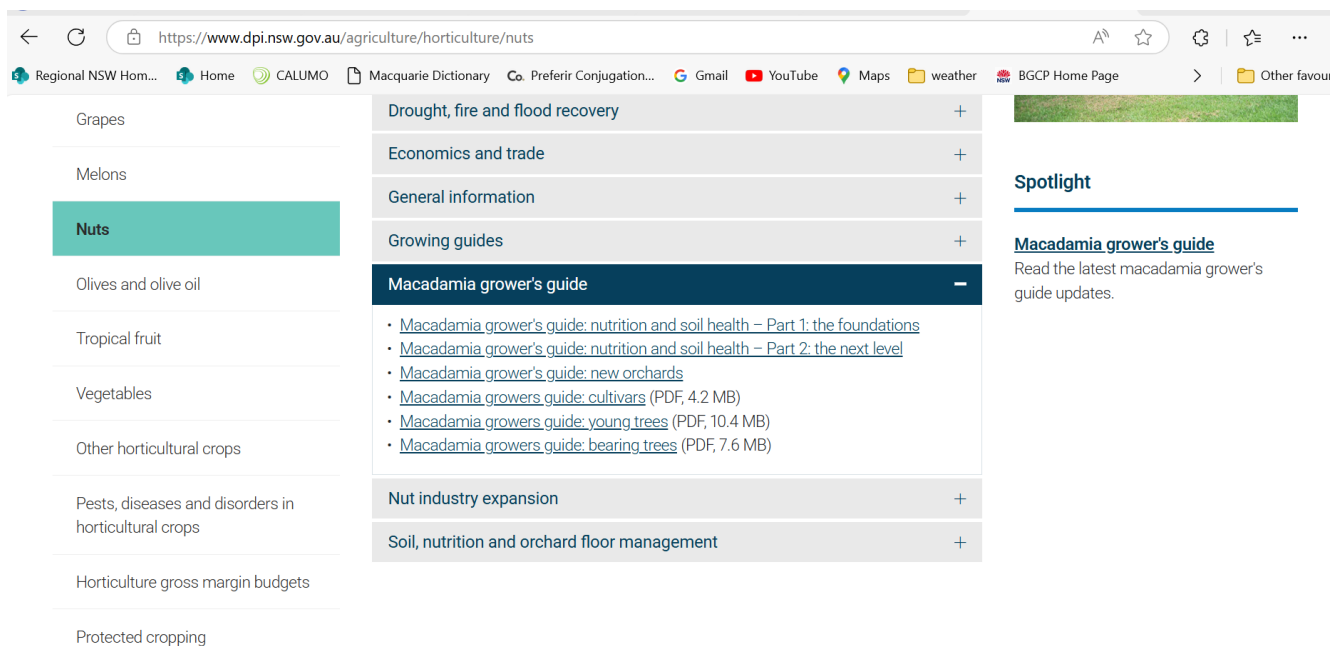 https://www.dpi.nsw.gov.au/agriculture/horticulture/nuts
Regional NSW Hom... Home CALUMO Macquarie Dictionary Co. Preferir Conjugation... Gmail YouTube Maps weather BGCP Home Page Other favour
Grapes
Melons
Nuts
Olives and olive oil
Tropical fruit
Vegetables
Other horticultural crops
Pests, diseases and disorders in
horticultural crops
Horticulture gross margin budgets
Protected cropping
Drought, fire and flood recovery
Economics and trade
General information
Growing guides
Macadamia grower's guide
• Macadamia grower's guide: nutrition and soil health – Part 1: the foundations
• Macadamia grower's guide: nutrition and soil health – Part 2: the next level
• Macadamia grower's guide: new orchards
• Macadamia growers guide: cultivars (PDF, 4.2 MB)
• Macadamia growers guide: young trees (PDF, 10.4 MB)
• Macadamia growers guide: bearing trees (PDF, 7.6 MB)
Nut industry expansion
Soil, nutrition and orchard floor management
Spotlight
Macadamia grower's guide
Read the latest macadamia grower's
guide updates.